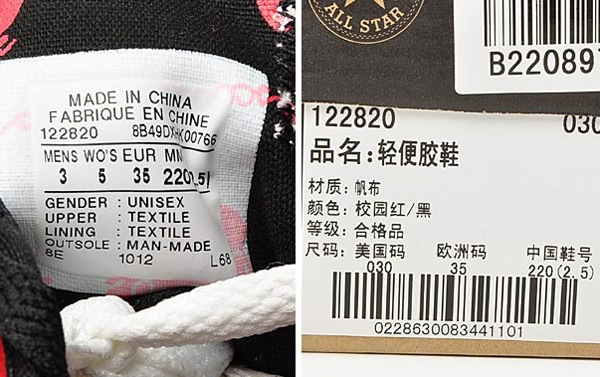 MADE IN CHINA
FABRIQUE EN CHINE
122820
MENS WO'S EUR
3 5 35
GENDER : UNISEX
UPPER : TEXTILE
LINING : TEXTILE
OUTSOLE : MAN-MADE
8E 1012 L68
ALL STAR
B220897
122820 030
品名:轻便胶鞋
材质:帆布
颜色:校园红/黑
等级:合格品
尺码:美国码 欧洲码 中国鞋号
030 35 220(2.5)
0228630083441101